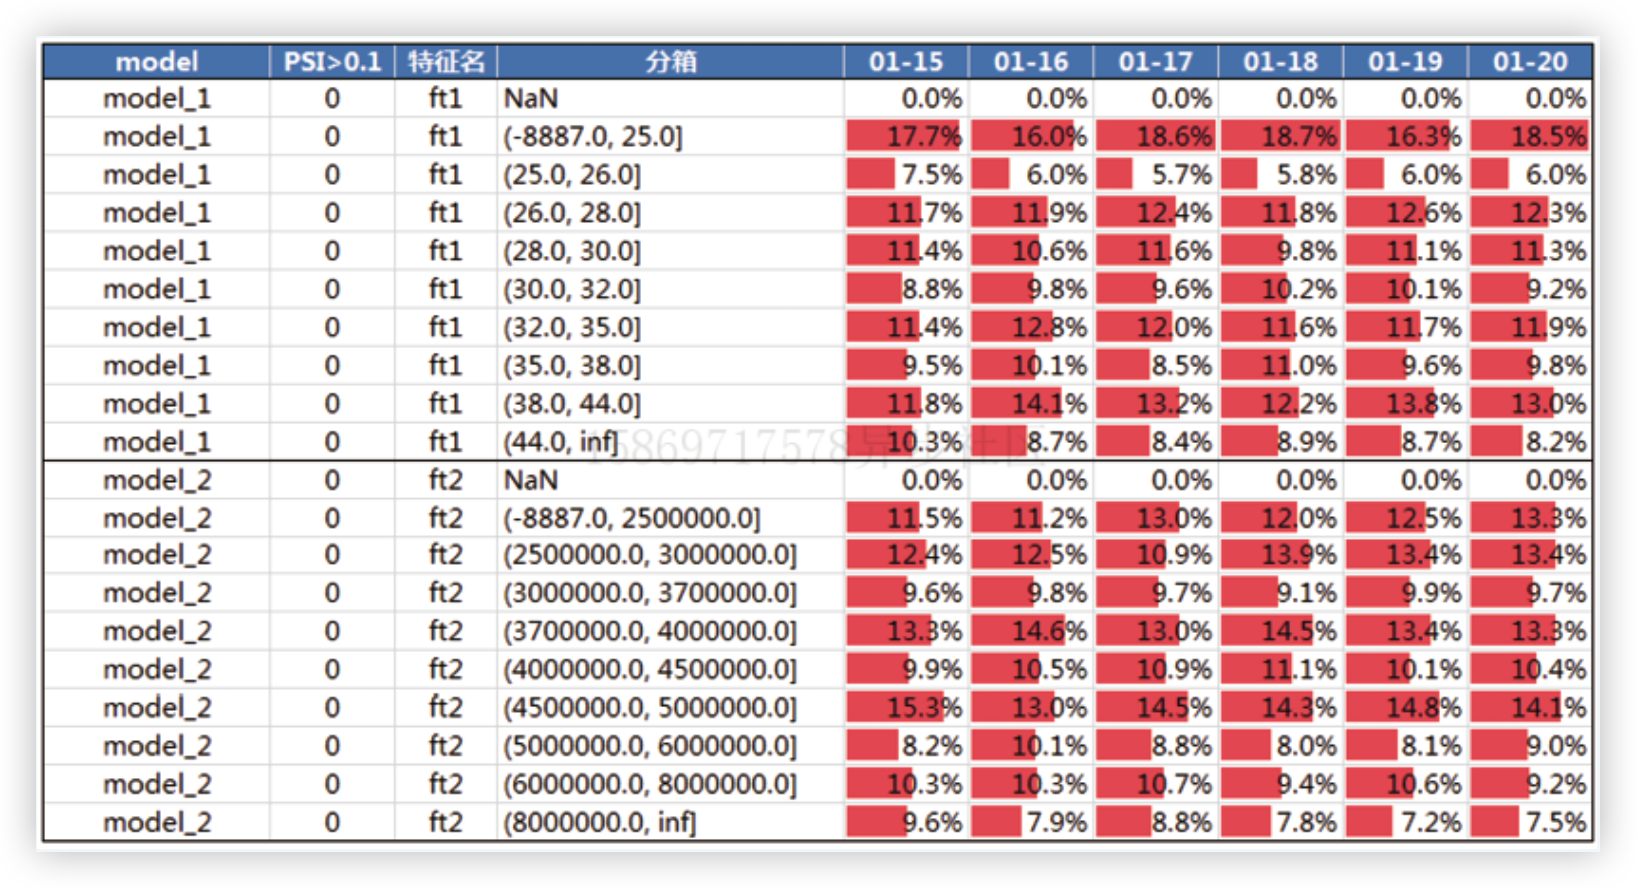 model PSI>0.1 特征名 分箱 01-15 01-16 01-17 01-18 01-19 01-20
model_1 0 ft1 NaN 0.0% 0.0% 0.0% 0.0% 0.0% 0.0%
model_1 0 ft1 (-8887.0, 25.0] 17.7% 16.0% 18.6% 18.7% 16.3% 18.5%
model_1 0 ft1 (25.0, 26.0] 7.5% 6.0% 5.7% 5.8% 6.0% 6.0%
model_1 0 ft1 (26.0, 28.0] 11.7% 11.9% 12.4% 11.8% 12.6% 12.3%
model_1 0 ft1 (28.0, 30.0] 11.4% 10.6% 11.6% 9.8% 11.1% 11.3%
model_1 0 ft1 (30.0, 32.0] 8.8% 9.8% 9.6% 10.2% 10.1% 9.2%
model_1 0 ft1 (32.0, 35.0] 11.4% 12.8% 12.0% 11.6% 11.7% 11.9%
model_1 0 ft1 (35.0, 38.0] 9.5% 10.1% 8.5% 11.0% 9.6% 9.8%
model_1 0 ft1 (38.0, 44.0] 11.8% 14.1% 13.2% 12.2% 13.8% 13.0%
model_1 0 ft1 (44.0, inf] 10.3% 8.7% 8.4% 8.9% 8.7% 8.2%
15869717578异步社区
model_2 0 ft2 NaN 0.0% 0.0% 0.0% 0.0% 0.0% 0.0%
model_2 0 ft2 (-8887.0, 2500000.0] 11.5% 11.2% 13.0% 12.0% 12.5% 13.3%
model_2 0 ft2 (2500000.0, 3000000.0] 12.4% 12.5% 10.9% 13.9% 13.4% 13.4%
model_2 0 ft2 (3000000.0, 3700000.0] 9.6% 9.8% 9.7% 9.1% 9.9% 9.7%
model_2 0 ft2 (3700000.0, 4000000.0] 13.3% 14.6% 13.0% 14.5% 13.4% 13.3%
model_2 0 ft2 (4000000.0, 4500000.0] 9.9% 10.5% 10.9% 11.1% 10.1% 10.4%
model_2 0 ft2 (4500000.0, 5000000.0] 15.3% 13.0% 14.5% 14.3% 14.8% 14.1%
model_2 0 ft2 (5000000.0, 6000000.0] 8.2% 10.1% 8.8% 8.0% 8.1% 9.0%
model_2 0 ft2 (6000000.0, 8000000.0] 10.3% 10.3% 10.7% 9.4% 10.6% 9.2%
model_2 0 ft2 (8000000.0, inf] 9.6% 7.9% 8.8% 7.8% 7.2% 7.5%